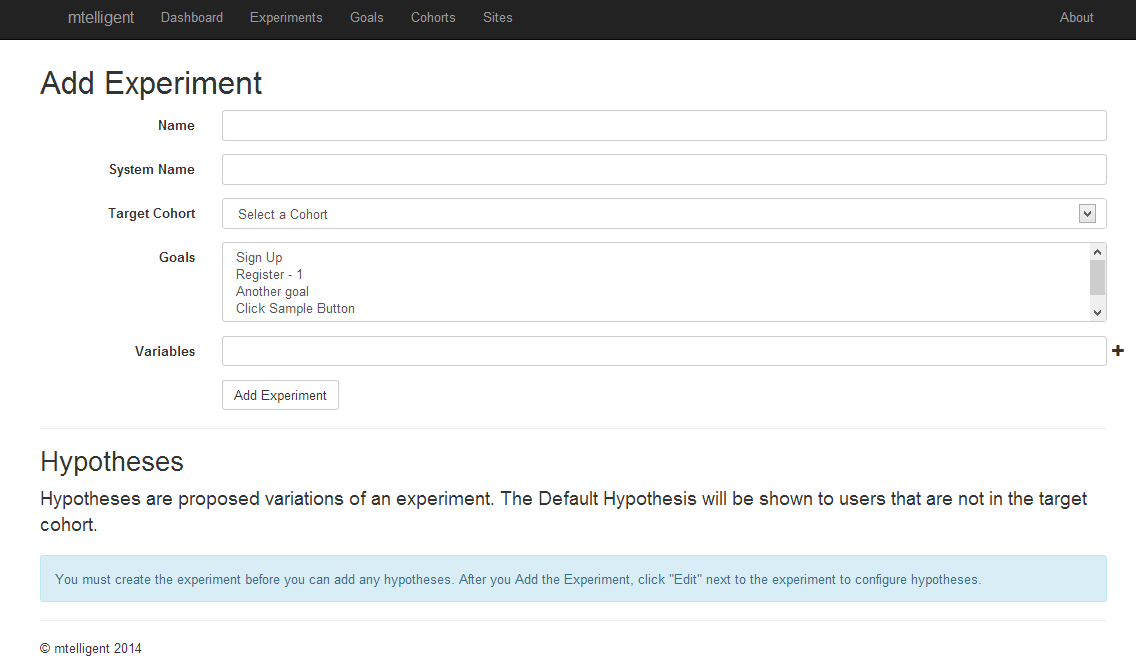 mtelligent Dashboard Experiments Goals Cohorts Sites About
Add Experiment
Name
System Name
Target Cohort Select a Cohort
Goals Sign Up
Register - 1
Another goal
Click Sample Button
Variables
Add Experiment
Hypotheses
Hypotheses are proposed variations of an experiment. The Default Hypothesis will be shown to users that are not in the target
cohort.
You must create the experiment before you can add any hypotheses. After you Add the Experiment, click "Edit" next to the experiment to configure hypotheses.
© mtelligent 2014